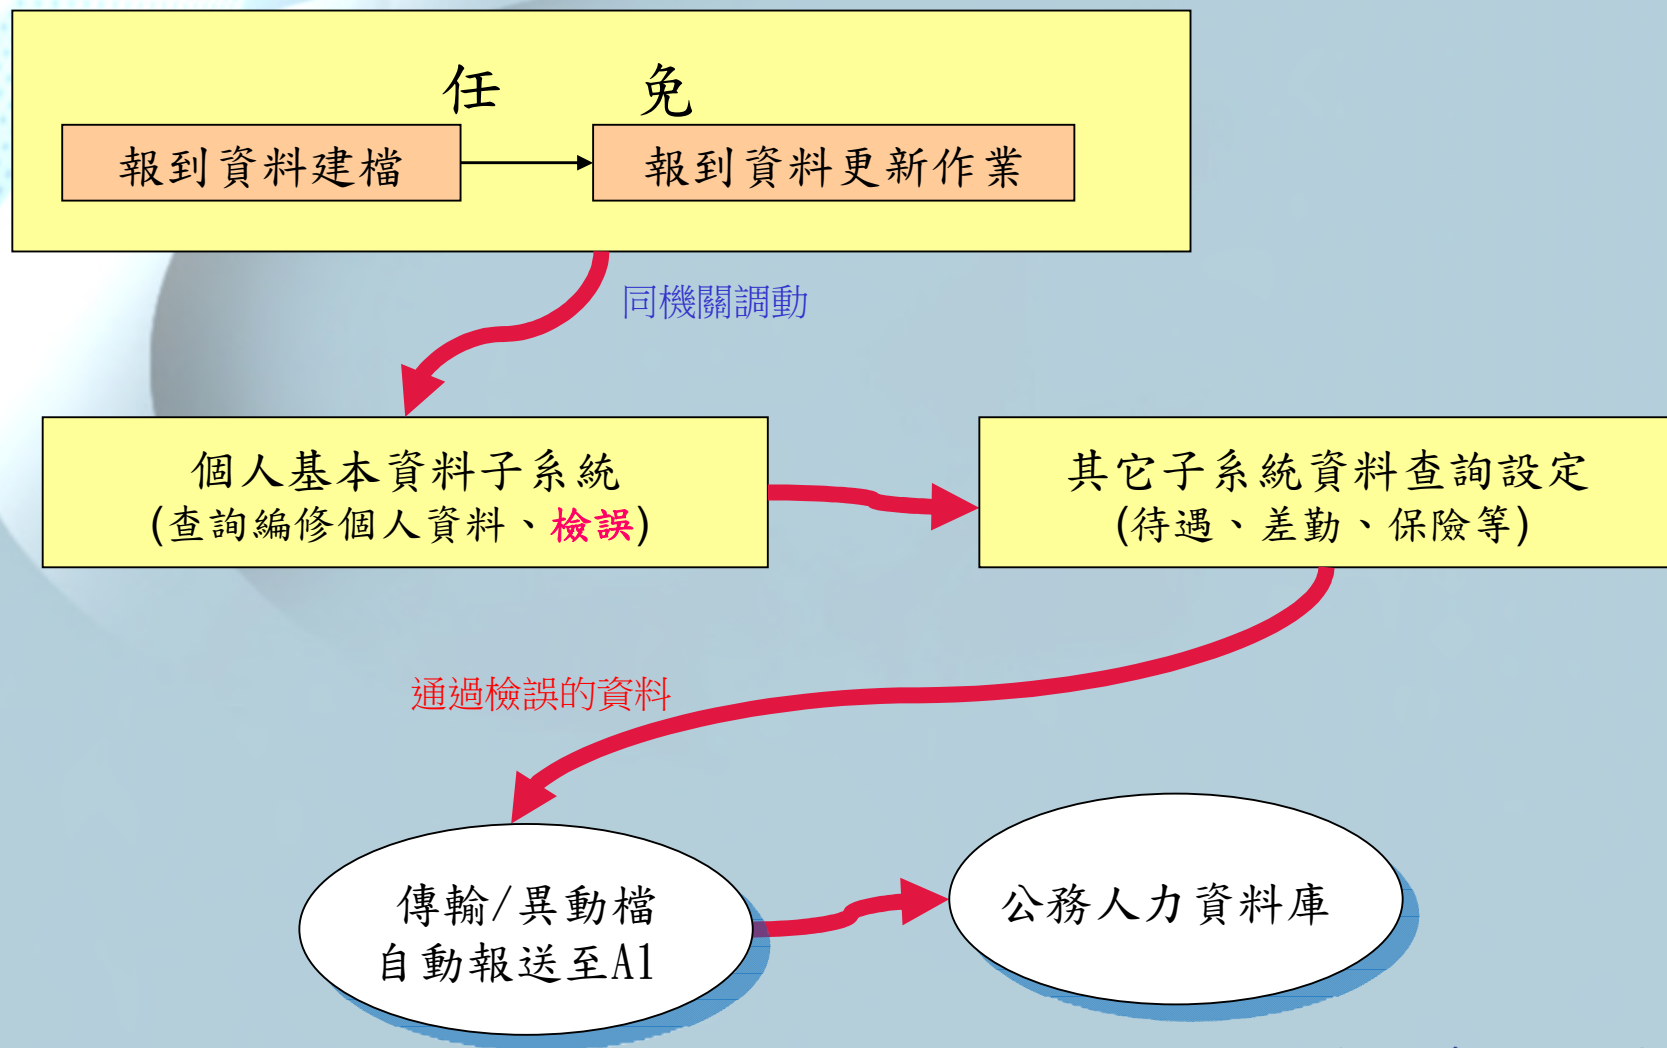 任 免
報到資料建檔
報到資料更新作業
同機關調動
個人基本資料子系統
(查詢編修個人資料、檢誤)
其它子系統資料查詢設定
(待遇、差勤、保險等)
通過檢誤的資料
傳輸/異動檔
自動報送至A1
公務人力資料庫